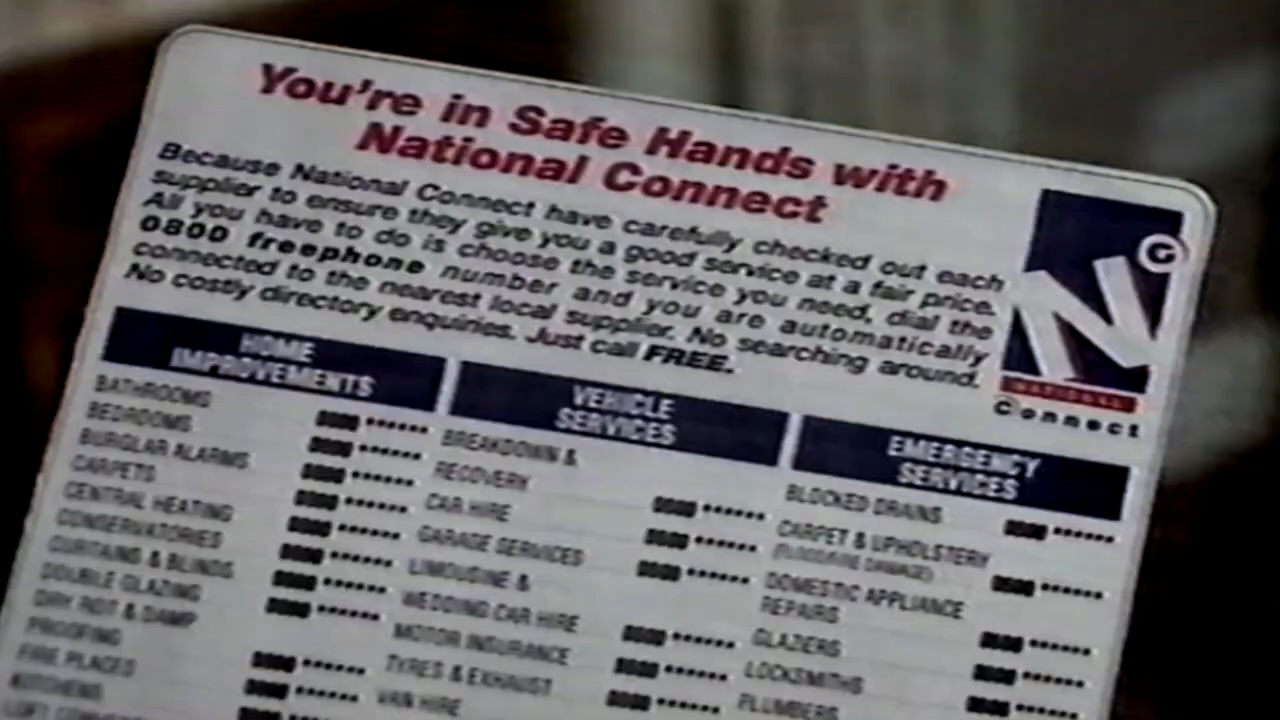 You're in Safe Hands with
National Connect
Because National Connect have carefully checked out each
supplier to ensure they give you a good service at a fair price.
All you have to do is choose the service you need, dial the
0800 freephone number and you are automatically
connected to the nearest local supplier. No searching around.
No costly directory enquiries. Just call FREE.
N
NATIONAL
Connect
HOME
IMPROVEMENTS
BATHROOMS
BEDROOMS
BURGLAR ALARMS
CARPETS
CENTRAL HEATING
CONSERVATORIES
CURTAINS & BLINDS
DOUBLE GLAZING
DRY ROT & DAMP
PROOFING
FIRE PLACES
KITCHENS
VEHICLE
SERVICES
BREAKDOWN &
RECOVERY
CAR HIRE
GARAGE SERVICES
LIMOUSINE &
WEDDING CAR HIRE
MOTOR INSURANCE
TYRES & EXHAUST
VAN HIRE
EMERGENCY
SERVICES
BLOCKED DRAINS
CARPET & UPHOLSTERY
DOMESTIC APPLIANCE
REPAIRS
GLAZIERS
LOCKSMITHS
PLUMBERS